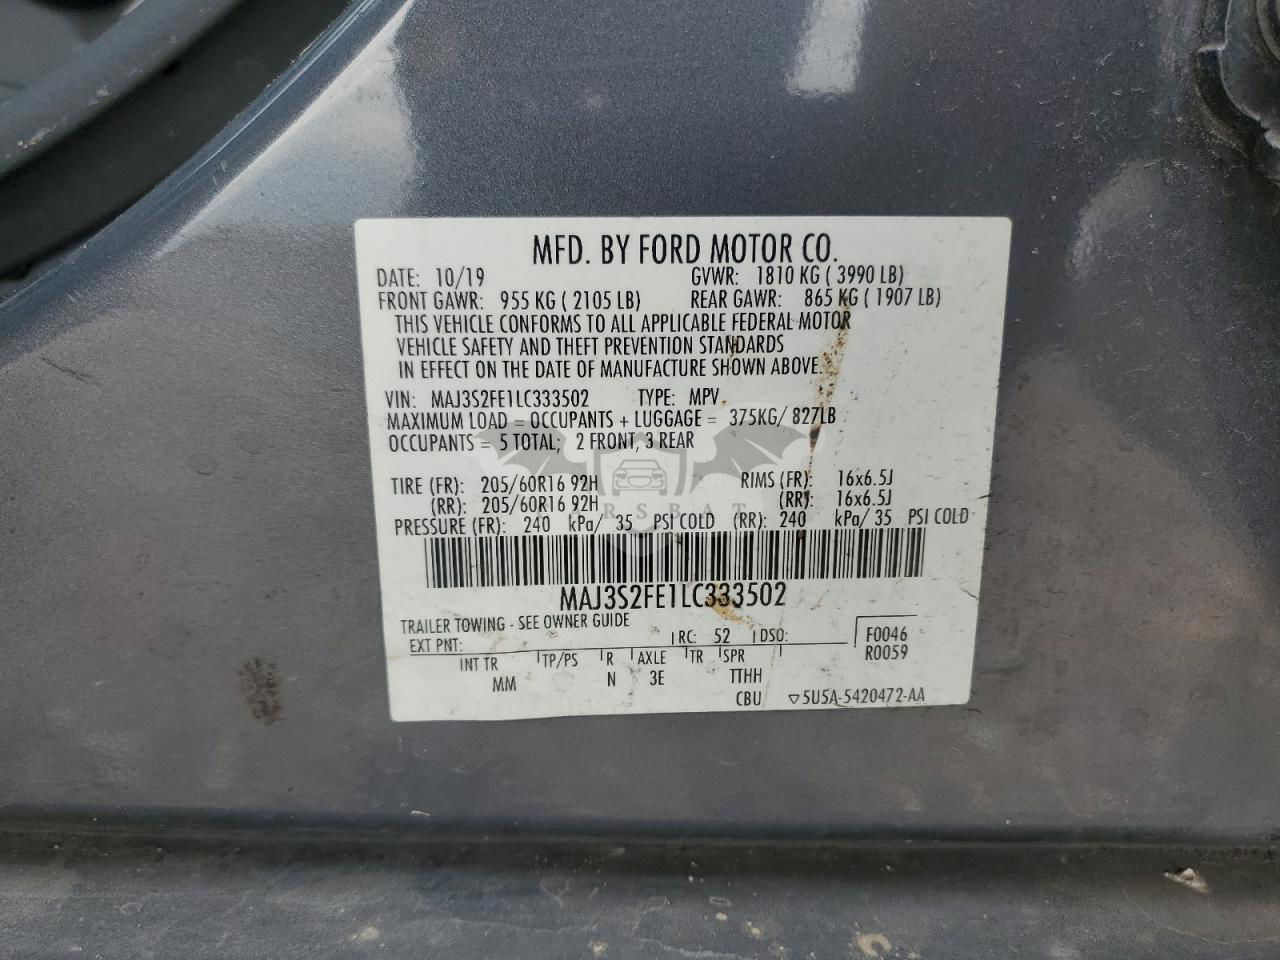 MFD. BY FORD MOTOR CO.
DATE: 10/19 GVWR: 1810 KG ( 3990 LB)
FRONT GAWR: 955 KG ( 2105 LB) REAR GAWR: 865 KG ( 1907 LB)
THIS VEHICLE CONFORMS TO ALL APPLICABLE FEDERAL MOTOR
VEHICLE SAFETY AND THEFT PREVENTION STANDARDS
IN EFFECT ON THE DATE OF MANUFACTURE SHOWN ABOVE.
VIN: MAJ3S2FE1LC333502 TYPE: MPV
MAXIMUM LOAD = OCCUPANTS + LUGGAGE = 375KG/ 827LB
OCCUPANTS = 5 TOTAL; 2 FRONT, 3 REAR
TIRE (FR): 205/60R16 92H RIMS (FR): 16x6.5J
(RR): 205/60R16 92H (RR): 16x6.5J
PRESSURE (FR): 240 kPa/ 35 PSI COLD (RR): 240 kPa/ 35 PSI COLD
MAJ3S2FE1LC333502
TRAILER TOWING - SEE OWNER GUIDE
EXT PNT: RC: 52 DSO: F0046
R0059
INT TR TP/PS R AXLE TR SPR
MM N 3E TTHH
CBU ▽5U5A-5420472-AA